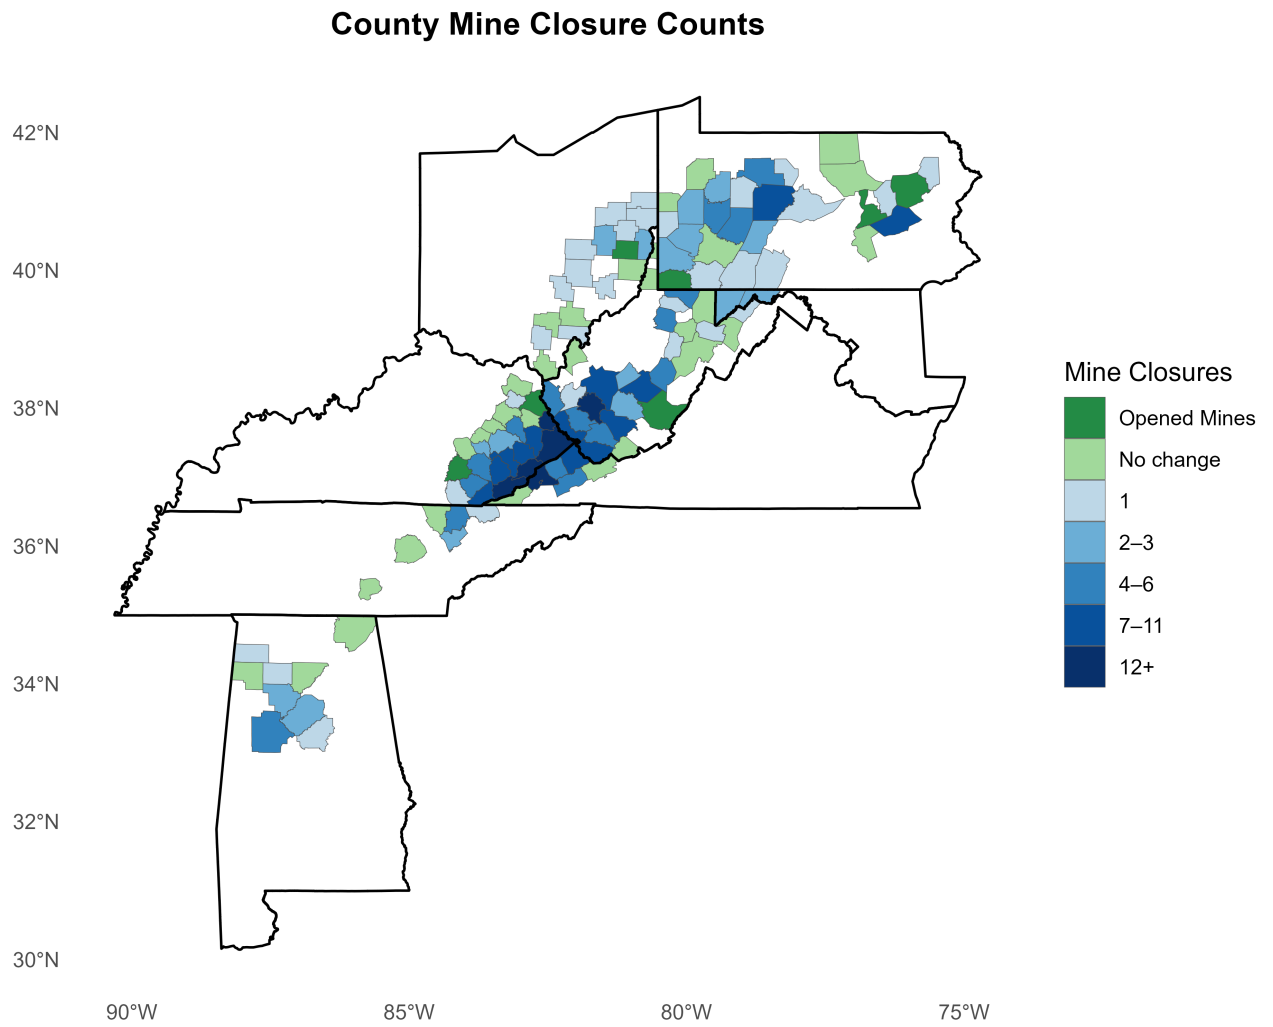 County Mine Closure Counts
42°N
40°N
38°N
36°N
34°N
32°N
30°N
90°W
85°W
80°W
75°W
Mine Closures
Opened Mines
No change
1
2–3
4–6
7–11
12+